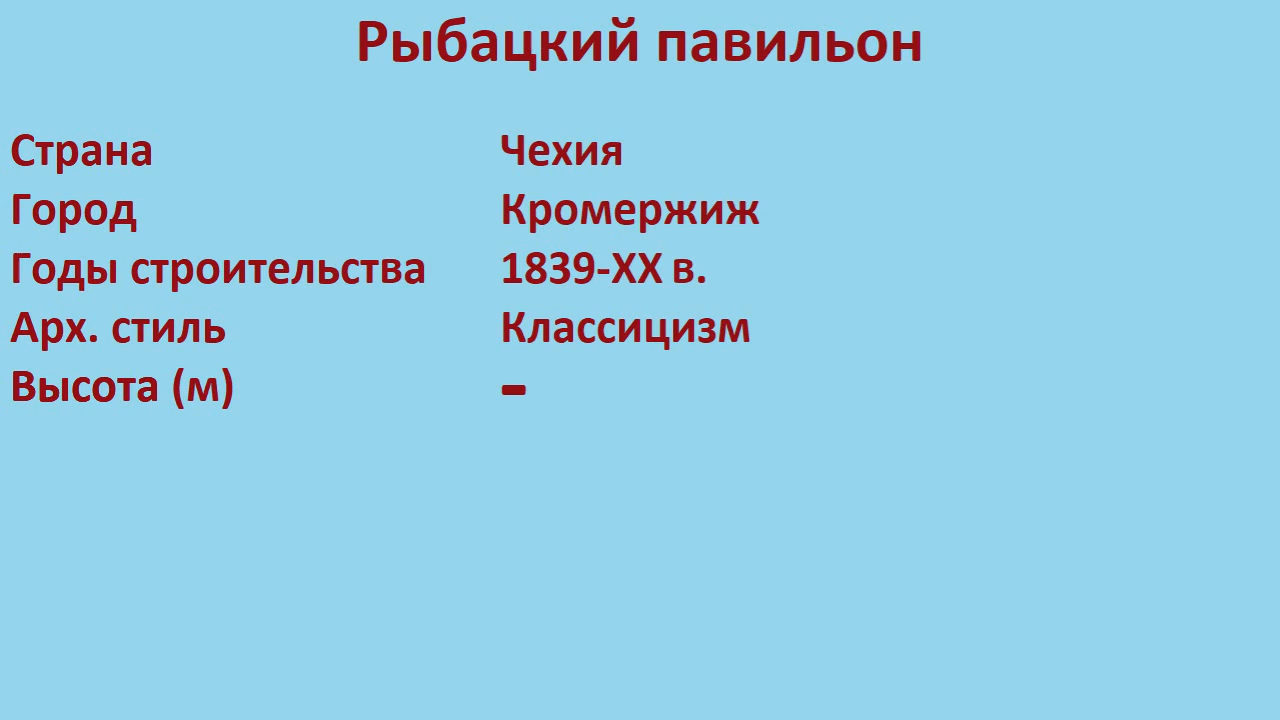 Рыбацкий павильон
Страна Чехия
Город Кромержиж
Годы строительства 1839-XX в.
Арх. стиль Классицизм
Высота (м) -